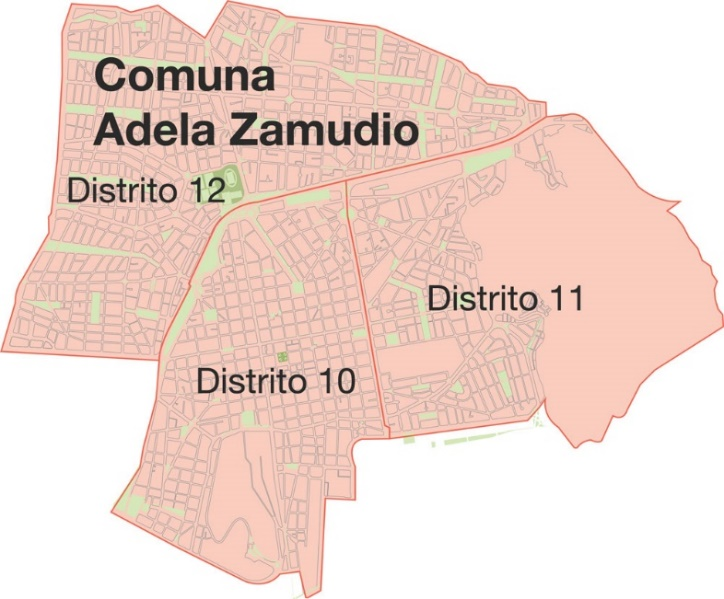 Comuna
Adela Zamudio
Distrito 12
Distrito 11
Distrito 10